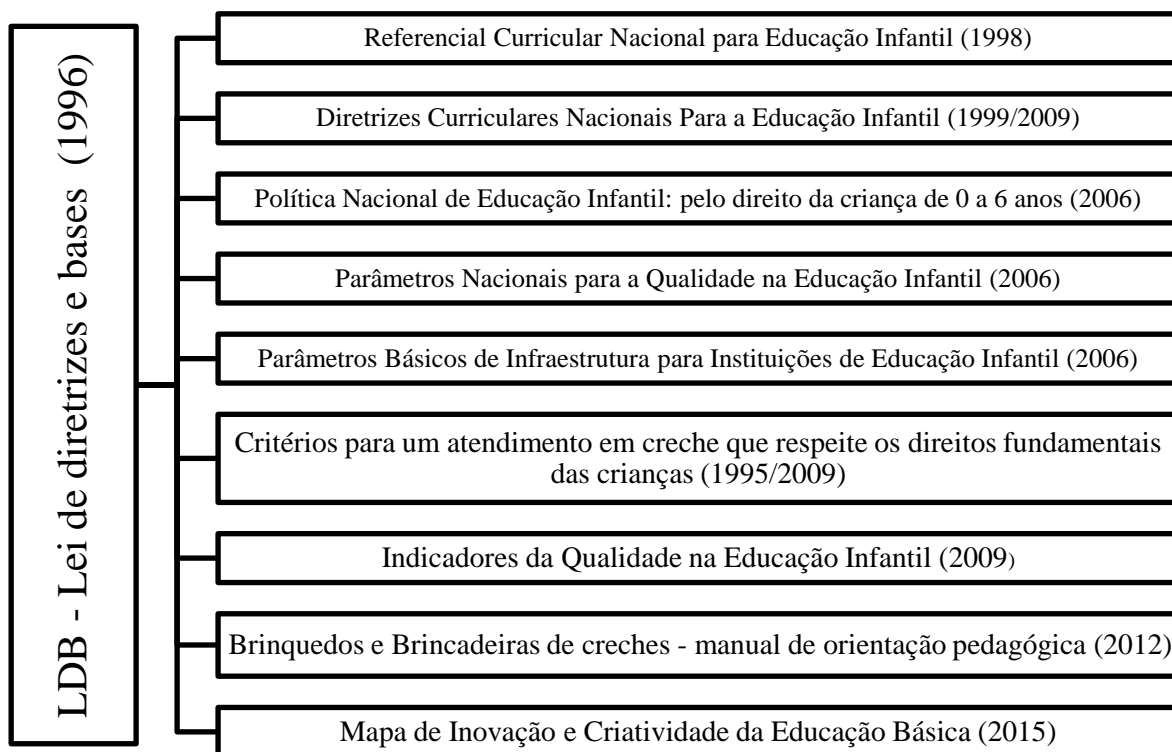 LDB - Lei de diretrizes e bases (1996)
Referencial Curricular Nacional para Educação Infantil (1998)
Diretrizes Curriculares Nacionais Para a Educação Infantil (1999/2009)
Política Nacional de Educação Infantil: pelo direito da criança de 0 a 6 anos (2006)
Parâmetros Nacionais para a Qualidade na Educação Infantil (2006)
Parâmetros Básicos de Infraestrutura para Instituições de Educação Infantil (2006)
Critérios para um atendimento em creche que respeite os direitos fundamentais
das crianças (1995/2009)
Indicadores da Qualidade na Educação Infantil (2009)
Brinquedos e Brincadeiras de creches - manual de orientação pedagógica (2012)
Mapa de Inovação e Criatividade da Educação Básica (2015)